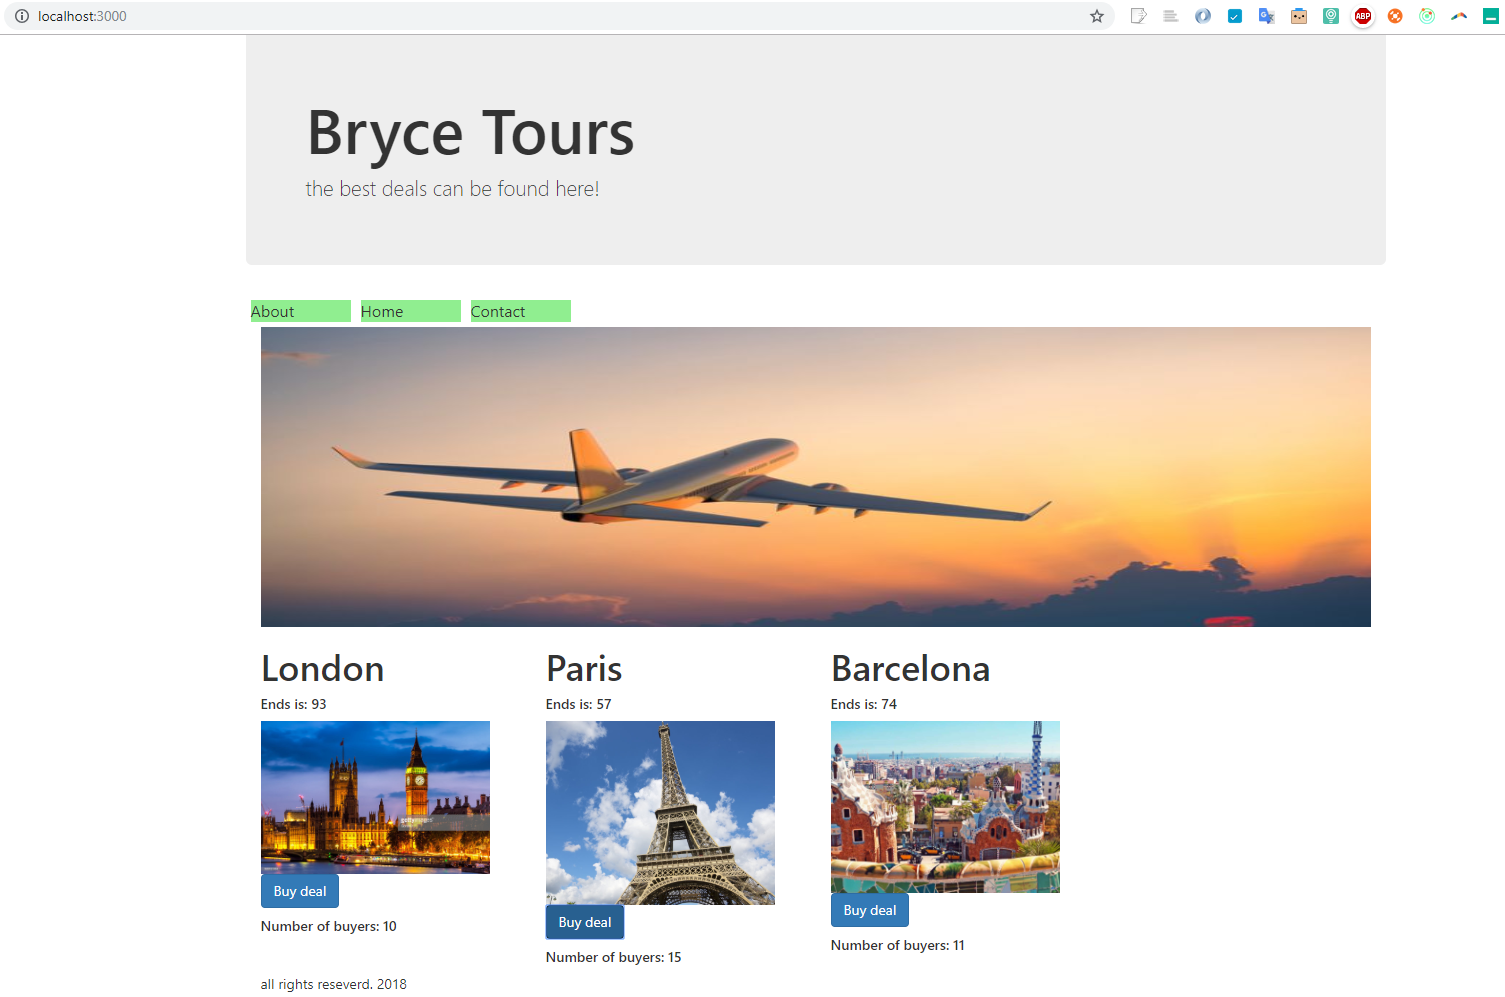 localhost:3000
ABP
Bryce Tours
the best deals can be found here!
About Home Contact
London
Ends is: 93
Buy deal
Number of buyers: 10
Paris
Ends is: 57
Buy deal
Number of buyers: 15
Barcelona
Ends is: 74
Buy deal
Number of buyers: 11
all rights reseverd. 2018